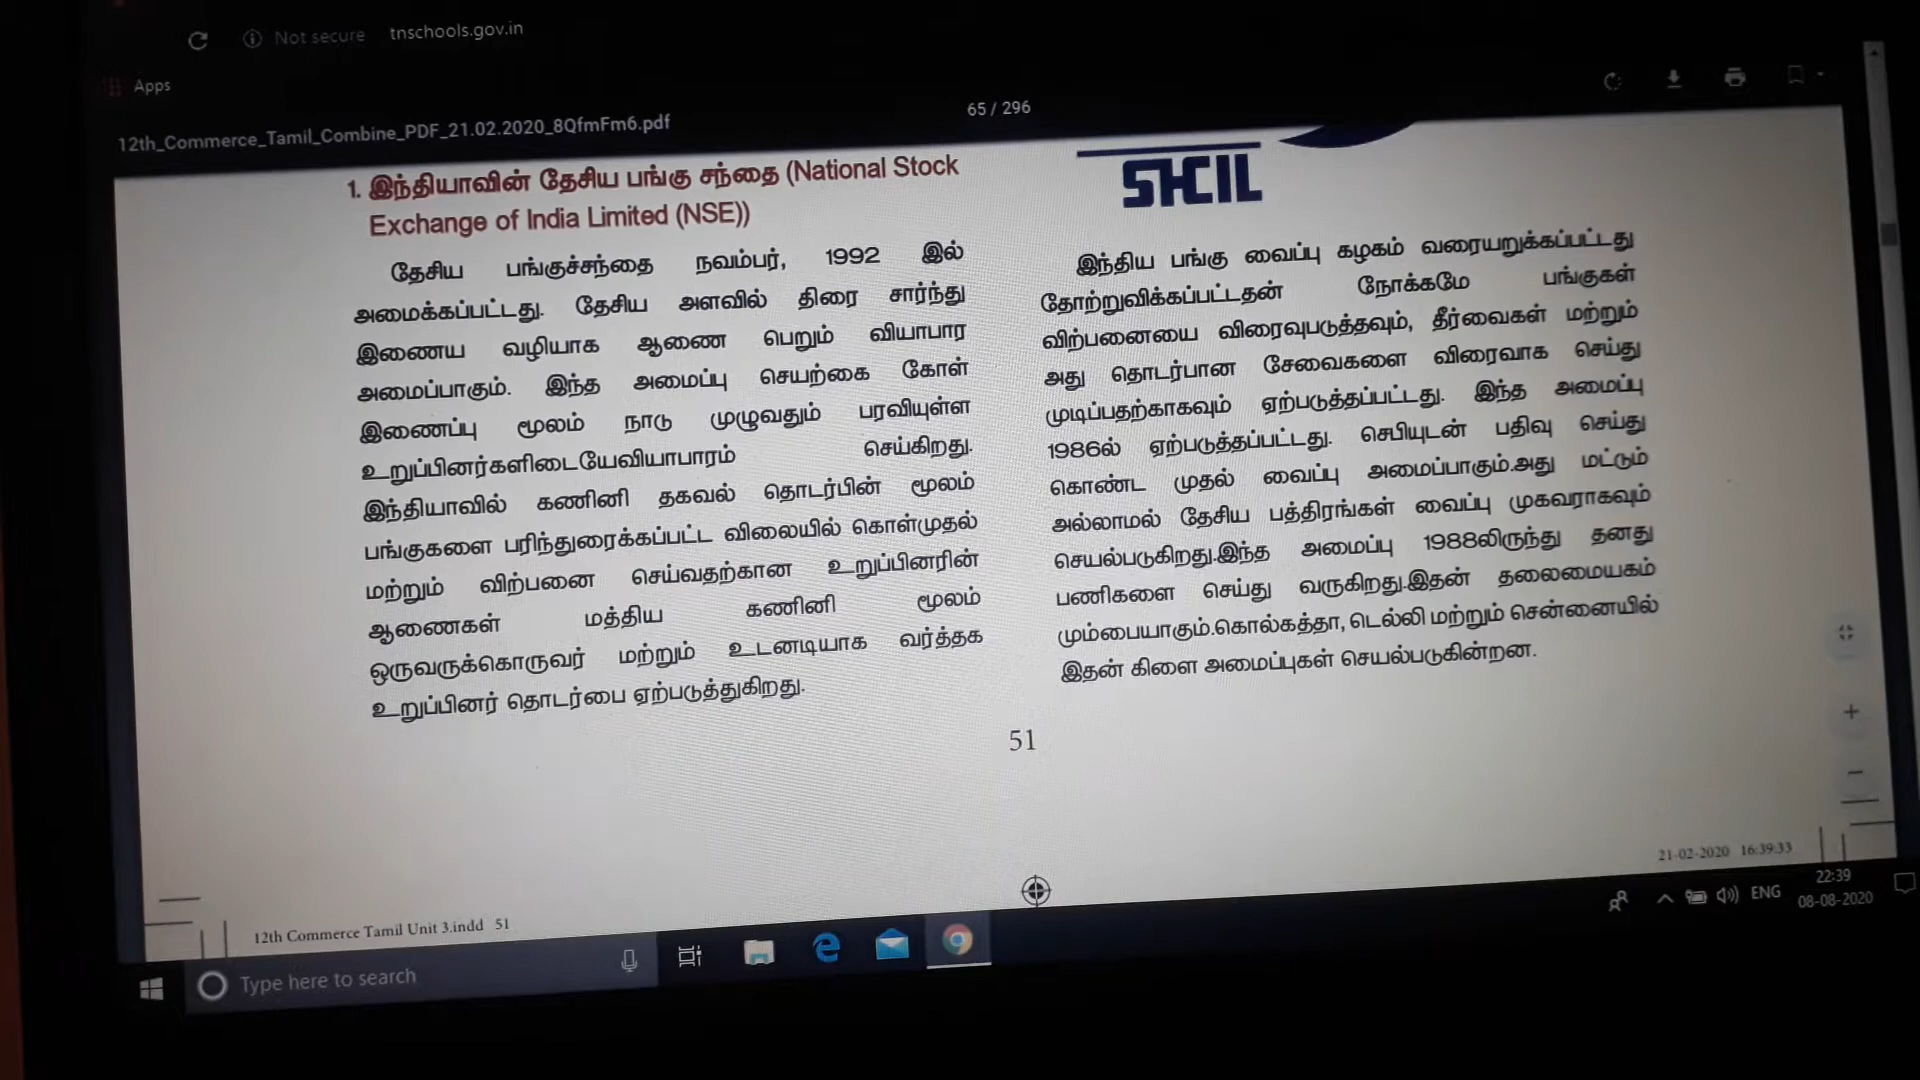 Not secure tnschools.gov.in
Apps
12th_Commerce_Tamil_Combine_PDF_21.02.2020_8QfmFm6.pdf
65 / 296
1. இந்தியாவின் தேசிய பங்கு சந்தை (National Stock
Exchange of India Limited (NSE))
தேசிய பங்குச்சந்தை நவம்பர், 1992 இல்
அமைக்கப்பட்டது. தேசிய அளவில் திரை சார்ந்து
இணைய வழியாக ஆணை பெறும் வியாபார
அமைப்பாகும். இந்த அமைப்பு செயற்கை கோள்
இணைப்பு மூலம் நாடு முழுவதும் பரவியுள்ள
உறுப்பினர்களிடையேவியாபாரம் செய்கிறது.
இந்தியாவில் கணினி தகவல் தொடர்பின் மூலம்
பங்குகளை பரிந்துரைக்கப்பட்ட விலையில் கொள்முதல்
மற்றும் விற்பனை செய்வதற்கான உறுப்பினரின்
ஆணைகள் மத்திய கணினி மூலம்
ஒருவருக்கொருவர் மற்றும் உடனடியாக வர்த்தக
உறுப்பினர் தொடர்பை ஏற்படுத்துகிறது.
SHCIL
இந்திய பங்கு வைப்பு கழகம் வரையறுக்கப்பட்டது
தோற்றுவிக்கப்பட்டதன் நோக்கமே பங்குகள்
விற்பனையை விரைவுபடுத்தவும், தீர்வைகள் மற்றும்
அது தொடர்பான சேவைகளை விரைவாக செய்து
முடிப்பதற்காகவும் ஏற்படுத்தப்பட்டது. இந்த அமைப்பு
1986ல் ஏற்படுத்தப்பட்டது. செபியுடன் பதிவு செய்து
கொண்ட முதல் வைப்பு அமைப்பாகும்.அது மட்டும்
அல்லாமல் தேசிய பத்திரங்கள் வைப்பு முகவராகவும்
செயல்படுகிறது.இந்த அமைப்பு 1988லிருந்து தனது
பணிகளை செய்து வருகிறது.இதன் தலைமையகம்
மும்பையாகும்.கொல்கத்தா, டெல்லி மற்றும் சென்னையில்
இதன் கிளை அமைப்புகள் செயல்படுகின்றன.
51
12th Commerce Tamil Unit 3.indd 51
21-02-2020 16:39:33
Type here to search
ENG
22:39
08-08-2020